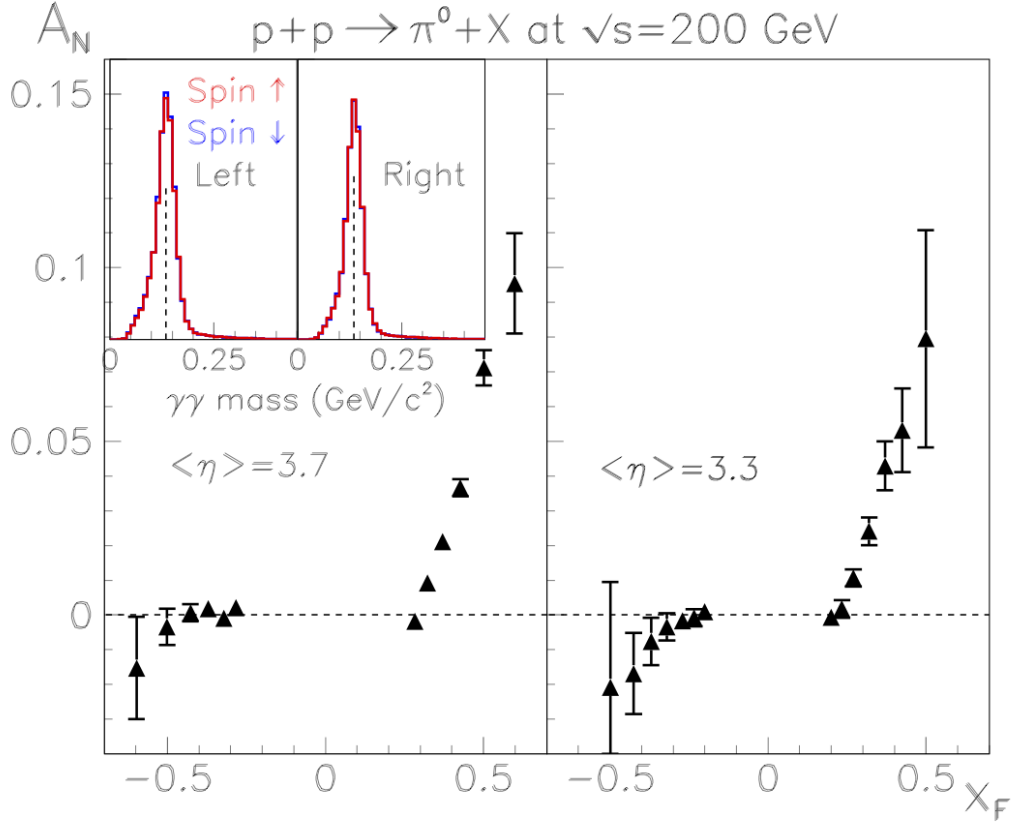 A_N
p+p → π⁰+X at √s=200 GeV
0.15
0.1
0.05
0
Spin ↑
Spin ↓
Left
Right
0 0.25 0 0.25
γγ mass (GeV/c²)
<η>=3.7
<η>=3.3
−0.5 0 0.5 −0.5 0 0.5
x_F